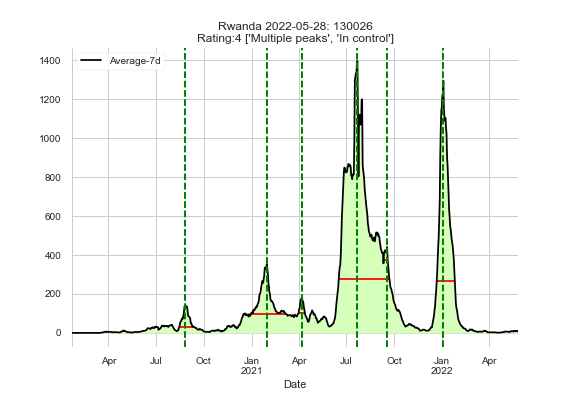 Rwanda 2022-05-28: 130026
Rating:4 ['Multiple peaks', 'In control']
Average-7d
1400
1200
1000
800
600
400
200
0
Apr Jul Oct Jan Apr Jul Oct Jan Apr
2021 2022
Date